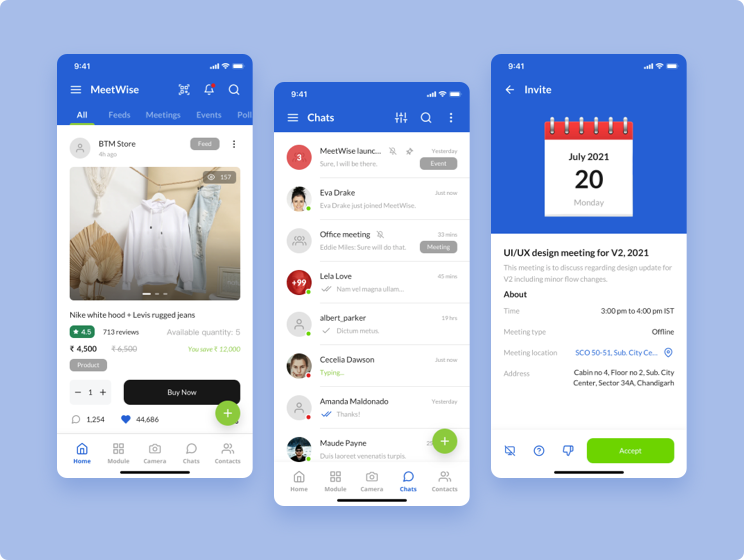 9:41
MeetWise
All Feeds Meetings Events Poll
BTM Store
4h ago
Feed
157
Nike white hood + Levis rugged jeans
4.5 713 reviews Available quantity: 5
₹ 4,500 ₹ 6,500 You save ₹ 12,000
Product
1
Buy Now
1,254 44,686
Home Module Camera Chats Contacts
9:41
Chats
3
MeetWise launc... Yesterday
Sure, I will be there. Event
Eva Drake Just now
Eva Drake just joined MeetWise.
Office meeting 33 mins
Eddie Miles: Sure will do that. Meeting
+99
Lela Love 45 mins
Nam vel magna ullam...
albert_parker 19 hrs
Dictum metus.
Cecelia Dawson Just now
Typing...
Amanda Maldonado Yesterday
Thanks!
Maude Payne
Duis laoreet venenatis turpis.
Home Module Camera Chats Contacts
9:41
Invite
July 2021
20
Monday
UI/UX design meeting for V2, 2021
This meeting is to discuss regarding design update for
V2 including minor flow changes.
About
Time 3:00 pm to 4:00 pm IST
Meeting type Offline
Meeting location SCO 50-51, Sub. City Ce...
Address Cabin no 4, Floor no 2, Sub. City
Center, Sector 34A, Chandigarh
Accept